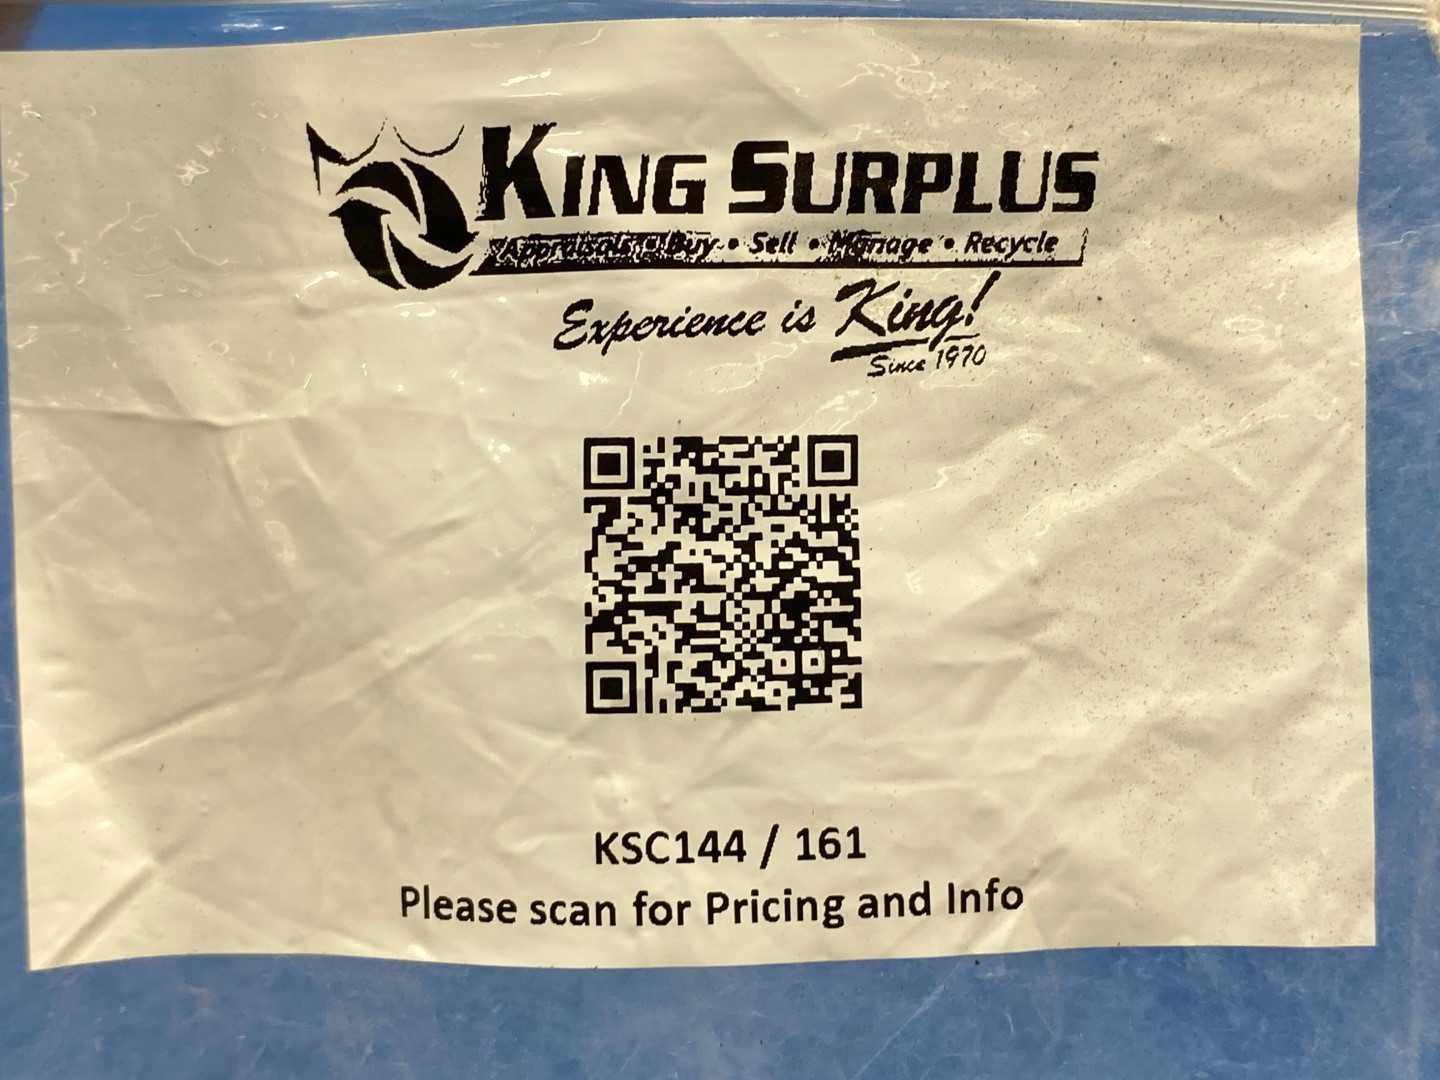 KING SURPLUS
Appraisals • Buy • Sell • Manage • Recycle
Experience is King!
Since 1970
KSC144 / 161
Please scan for Pricing and Info